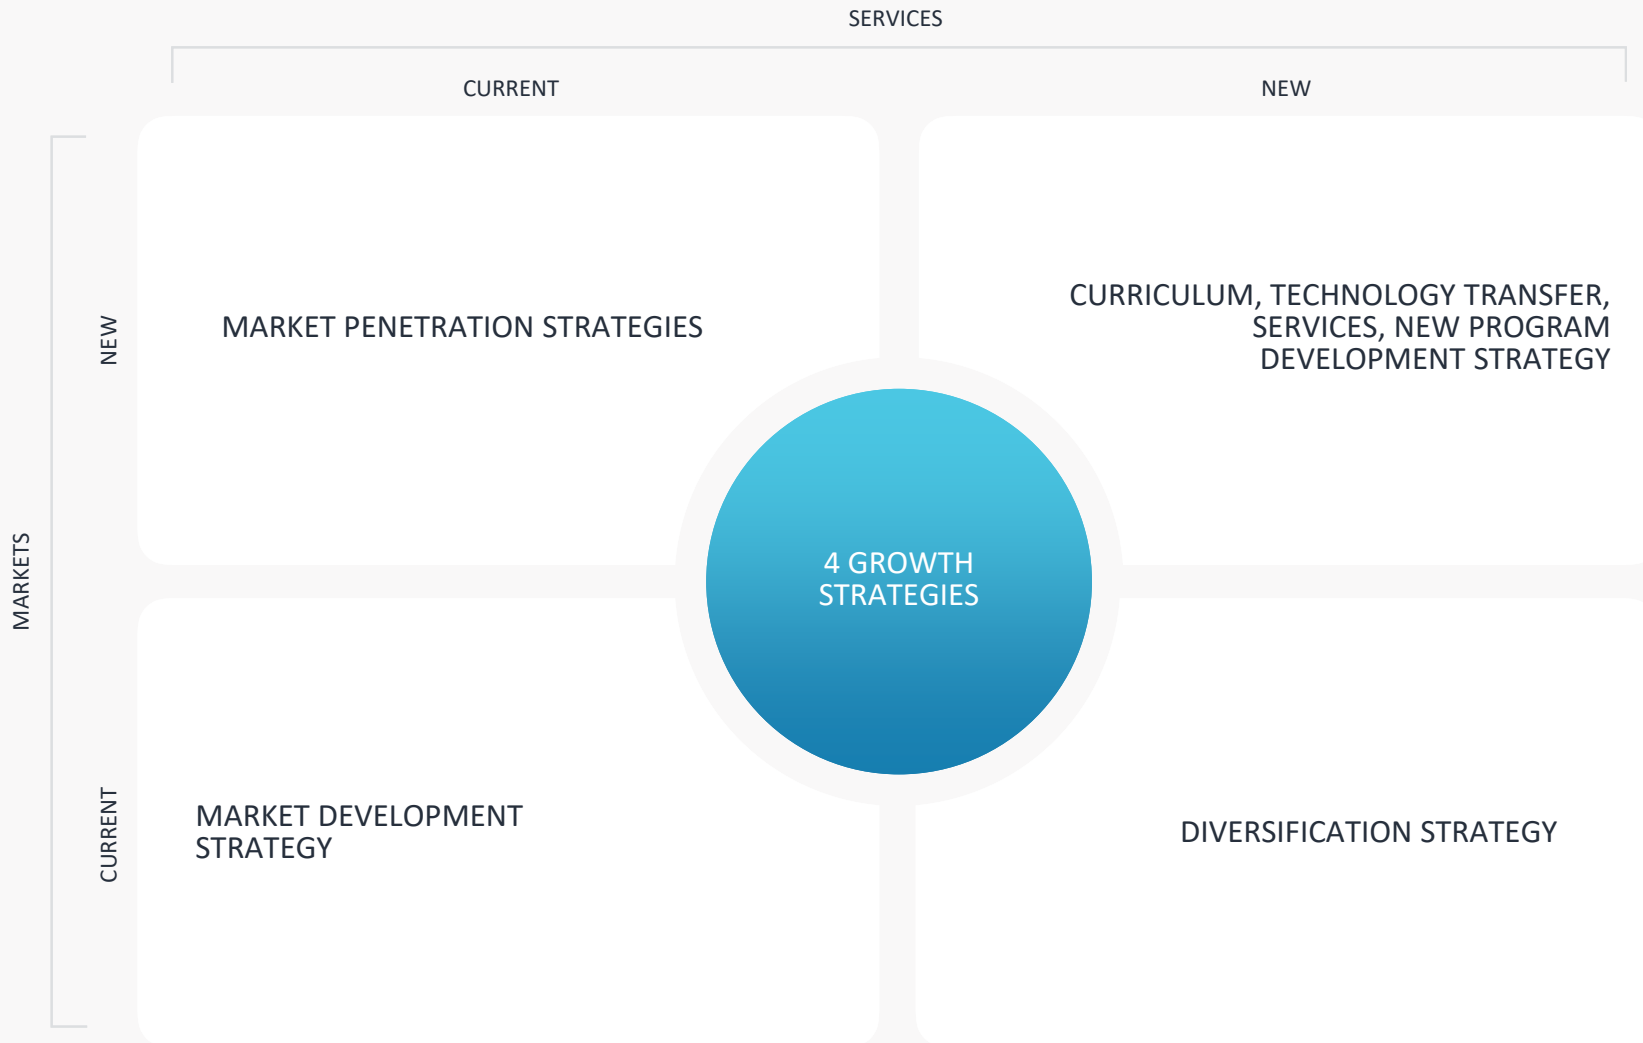 SERVICES
CURRENT
NEW
MARKETS
NEW
MARKET PENETRATION STRATEGIES
CURRICULUM, TECHNOLOGY TRANSFER,
SERVICES, NEW PROGRAM
DEVELOPMENT STRATEGY
4 GROWTH
STRATEGIES
CURRENT
MARKET DEVELOPMENT
STRATEGY
DIVERSIFICATION STRATEGY